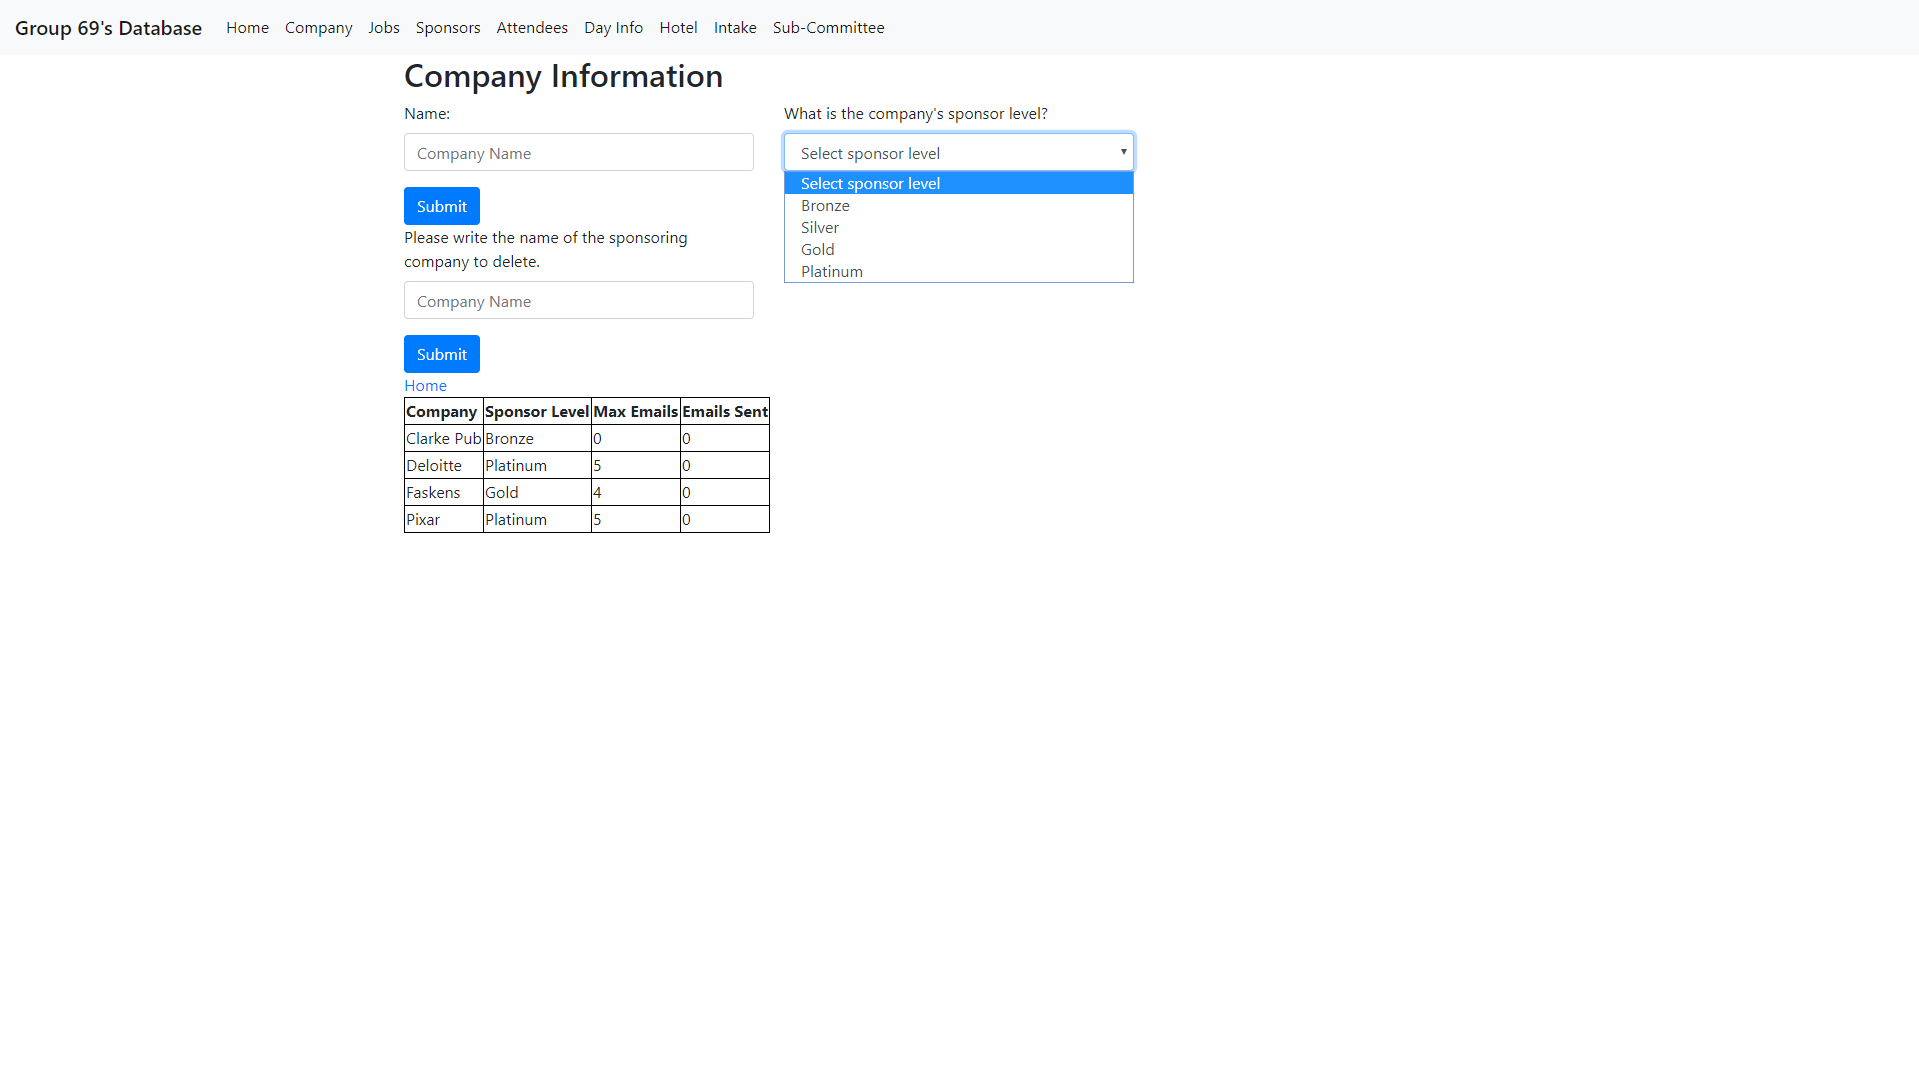 Group 69's Database Home Company Jobs Sponsors Attendees Day Info Hotel Intake Sub-Committee
Company Information
Name:
Company Name
Submit
What is the company's sponsor level?
Select sponsor level
Select sponsor level
Bronze
Silver
Gold
Platinum
Please write the name of the sponsoring
company to delete.
Company Name
Submit
Home
Company Sponsor Level Max Emails Emails Sent
Clarke Pub Bronze 0 0
Deloitte Platinum 5 0
Faskens Gold 4 0
Pixar Platinum 5 0